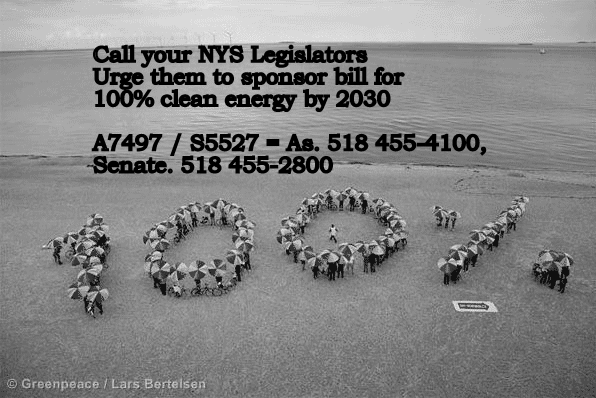 Call your NYS Legislators
Urge them to sponsor bill for
100% clean energy by 2030
A7497 / S5527 = As. 518 455-4100,
Senate. 518 455-2800
100%
© Greenpeace / Lars Bertelsen